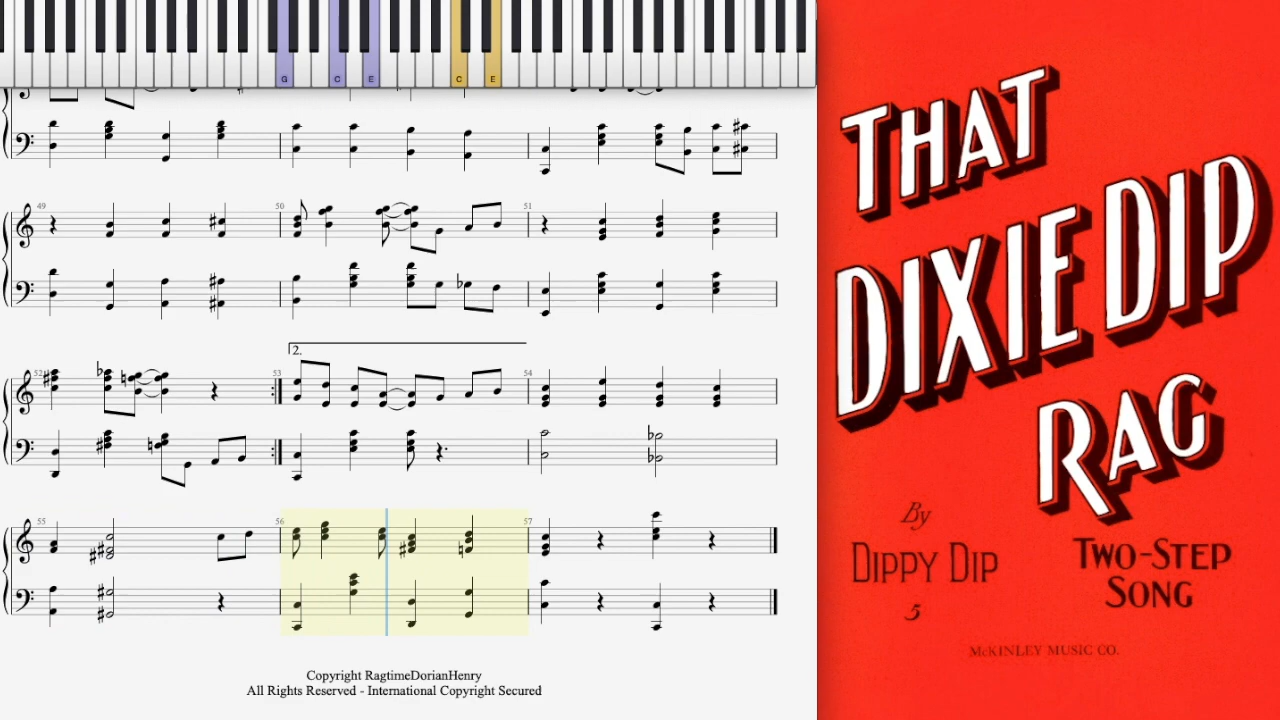 G C E C E
49 50 51
52 53 2. 54
55 56 57
Copyright RagtimeDorianHenry
All Rights Reserved - International Copyright Secured
THAT
DIXIE DIP
RAG
By
DIPPY DIP
5
TWO-STEP
SONG
McKINLEY MUSIC CO.